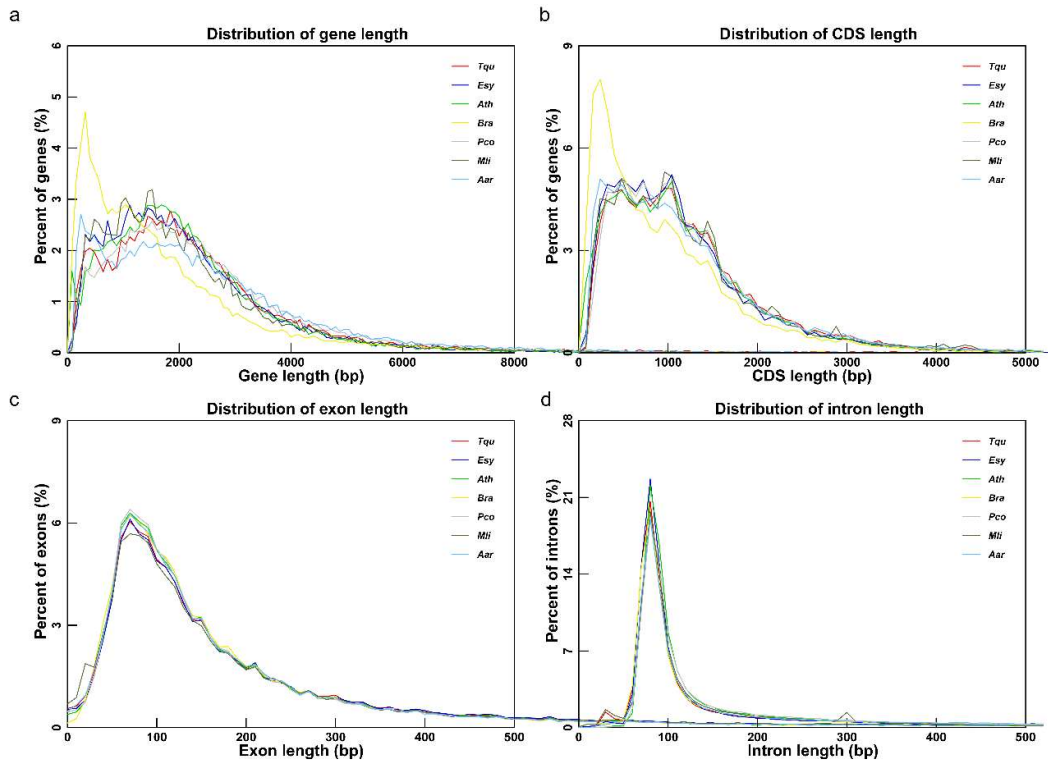 a
Distribution of gene length
Percent of genes (%)
6
5
4
3
2
1
0
Tqu
Esy
Ath
Bra
Pco
Mti
Aar
0 2000 4000 6000 8000
Gene length (bp)
b
Distribution of CDS length
Percent of genes (%)
9
6
3
0
Tqu
Esy
Ath
Bra
Pco
Mti
Aar
0 1000 2000 3000 4000 5000
CDS length (bp)
c
Distribution of exon length
Percent of exons (%)
9
6
3
0
Tqu
Esy
Ath
Bra
Pco
Mti
Aar
0 100 200 300 400 500
Exon length (bp)
d
Distribution of intron length
Percent of introns (%)
28
21
14
7
0
Tqu
Esy
Ath
Bra
Pco
Mti
Aar
0 100 200 300 400 500
Intron length (bp)